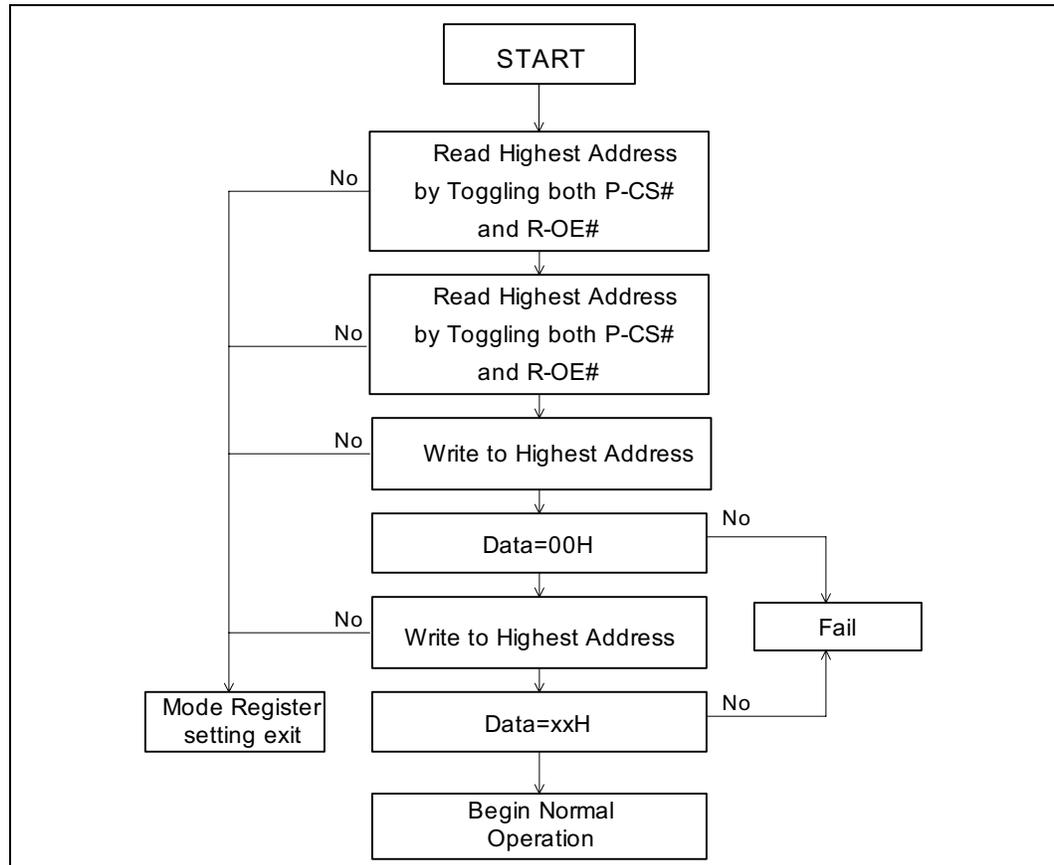 START
Read Highest Address
by Toggling both P-CS#
and R-OE#
No
Read Highest Address
by Toggling both P-CS#
and R-OE#
No
Write to Highest Address
No
Data=00H
No
Write to Highest Address
No
Fail
Data=xxH
No
Mode Register
setting exit
Begin Normal
Operation